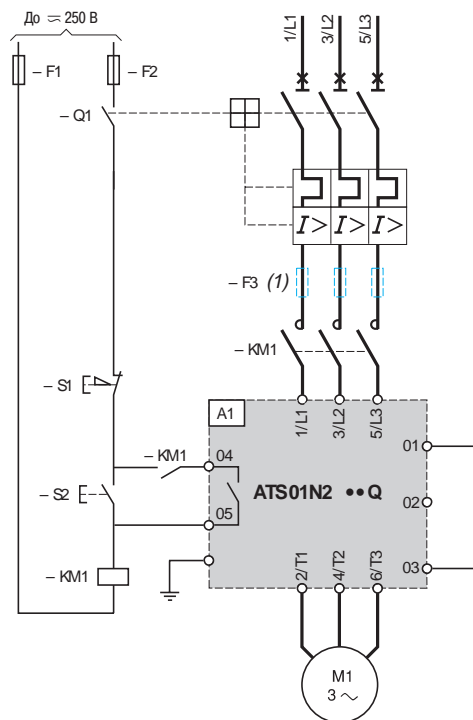 До ≂ 250 В
– F1
– F2
– Q1
1/L1
3/L2
5/L3
I>
I>
I>
– F3 (1)
– KM1
– S1
A1
1/L1
3/L2
5/L3
01
– KM1
04
ATS01N2 ••Q
– S2
02
05
– KM1
03
2/T1
4/T2
6/T3
M1
3 ~